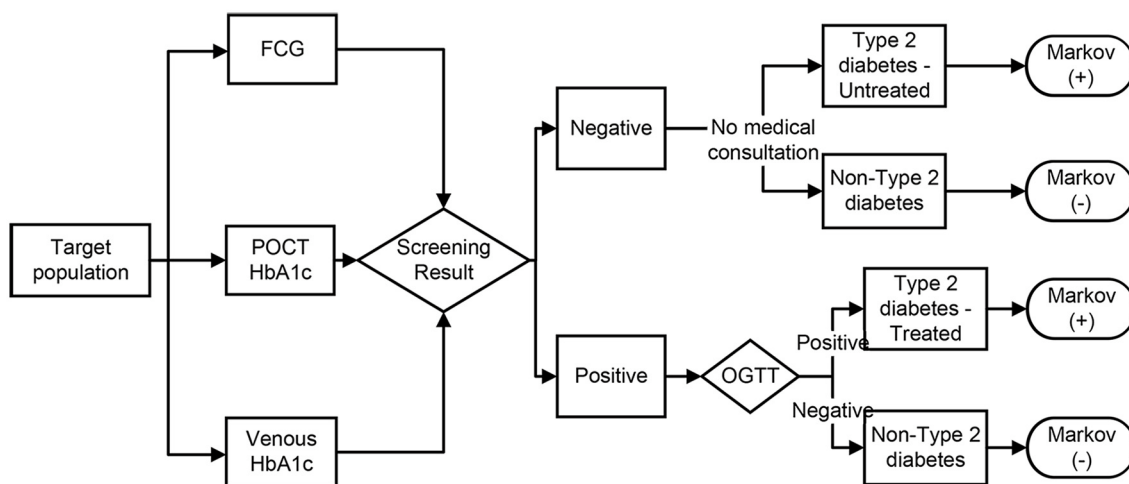 Target
population
FCG
POCT
HbA1c
Venous
HbA1c
Screening
Result
Negative
No medical
consultation
Type 2
diabetes -
Untreated
Markov
(+)
Non-Type 2
diabetes
Markov
(-)
Positive
OGTT
Positive
Type 2
diabetes -
Treated
Markov
(+)
Negative
Non-Type 2
diabetes
Markov
(-)